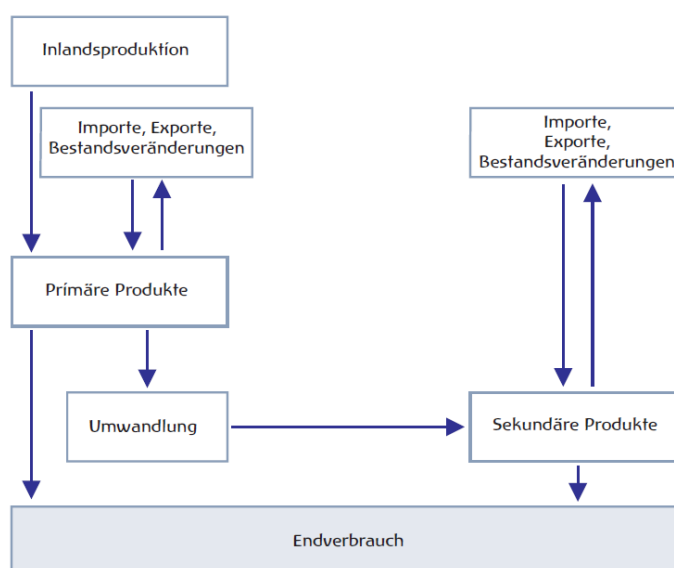 Inlandsproduktion
Importe, Exporte,
Bestandsveränderungen
Importe,
Exporte,
Bestandsveränderungen
Primäre Produkte
Umwandlung
Sekundäre Produkte
Endverbrauch